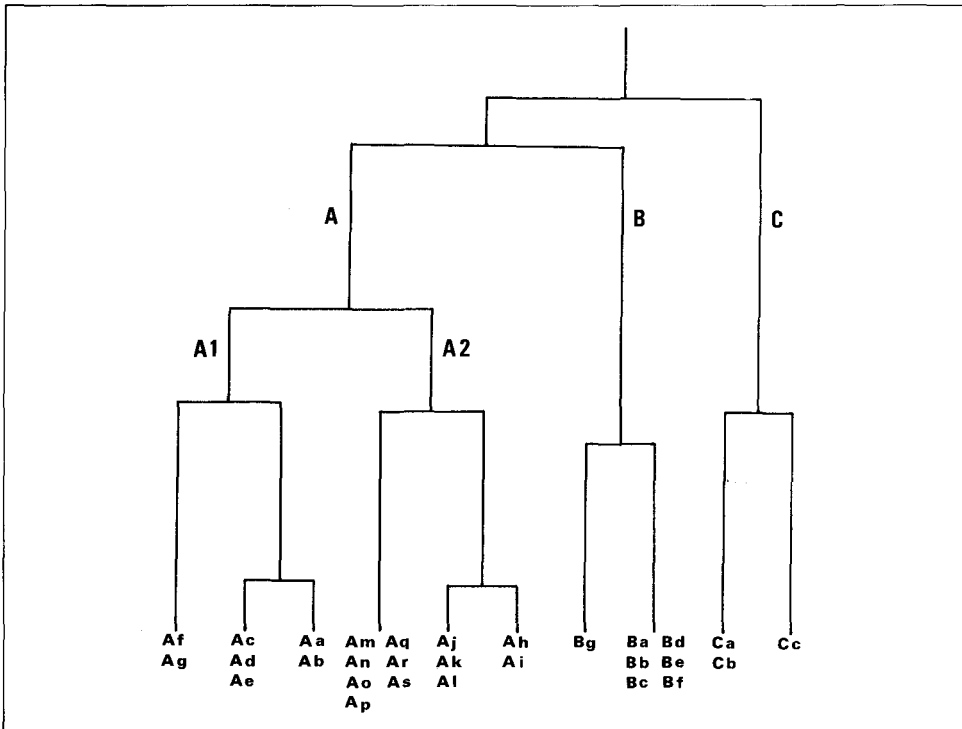 A B C
A1 A2
Af Ac Aa Am Aq Aj Ah Bg Ba Bd Ca Cc
Ag Ad Ab An Ar Ak Ai Bb Be Cb
Ae Ao As Al Bc Bf
Ap